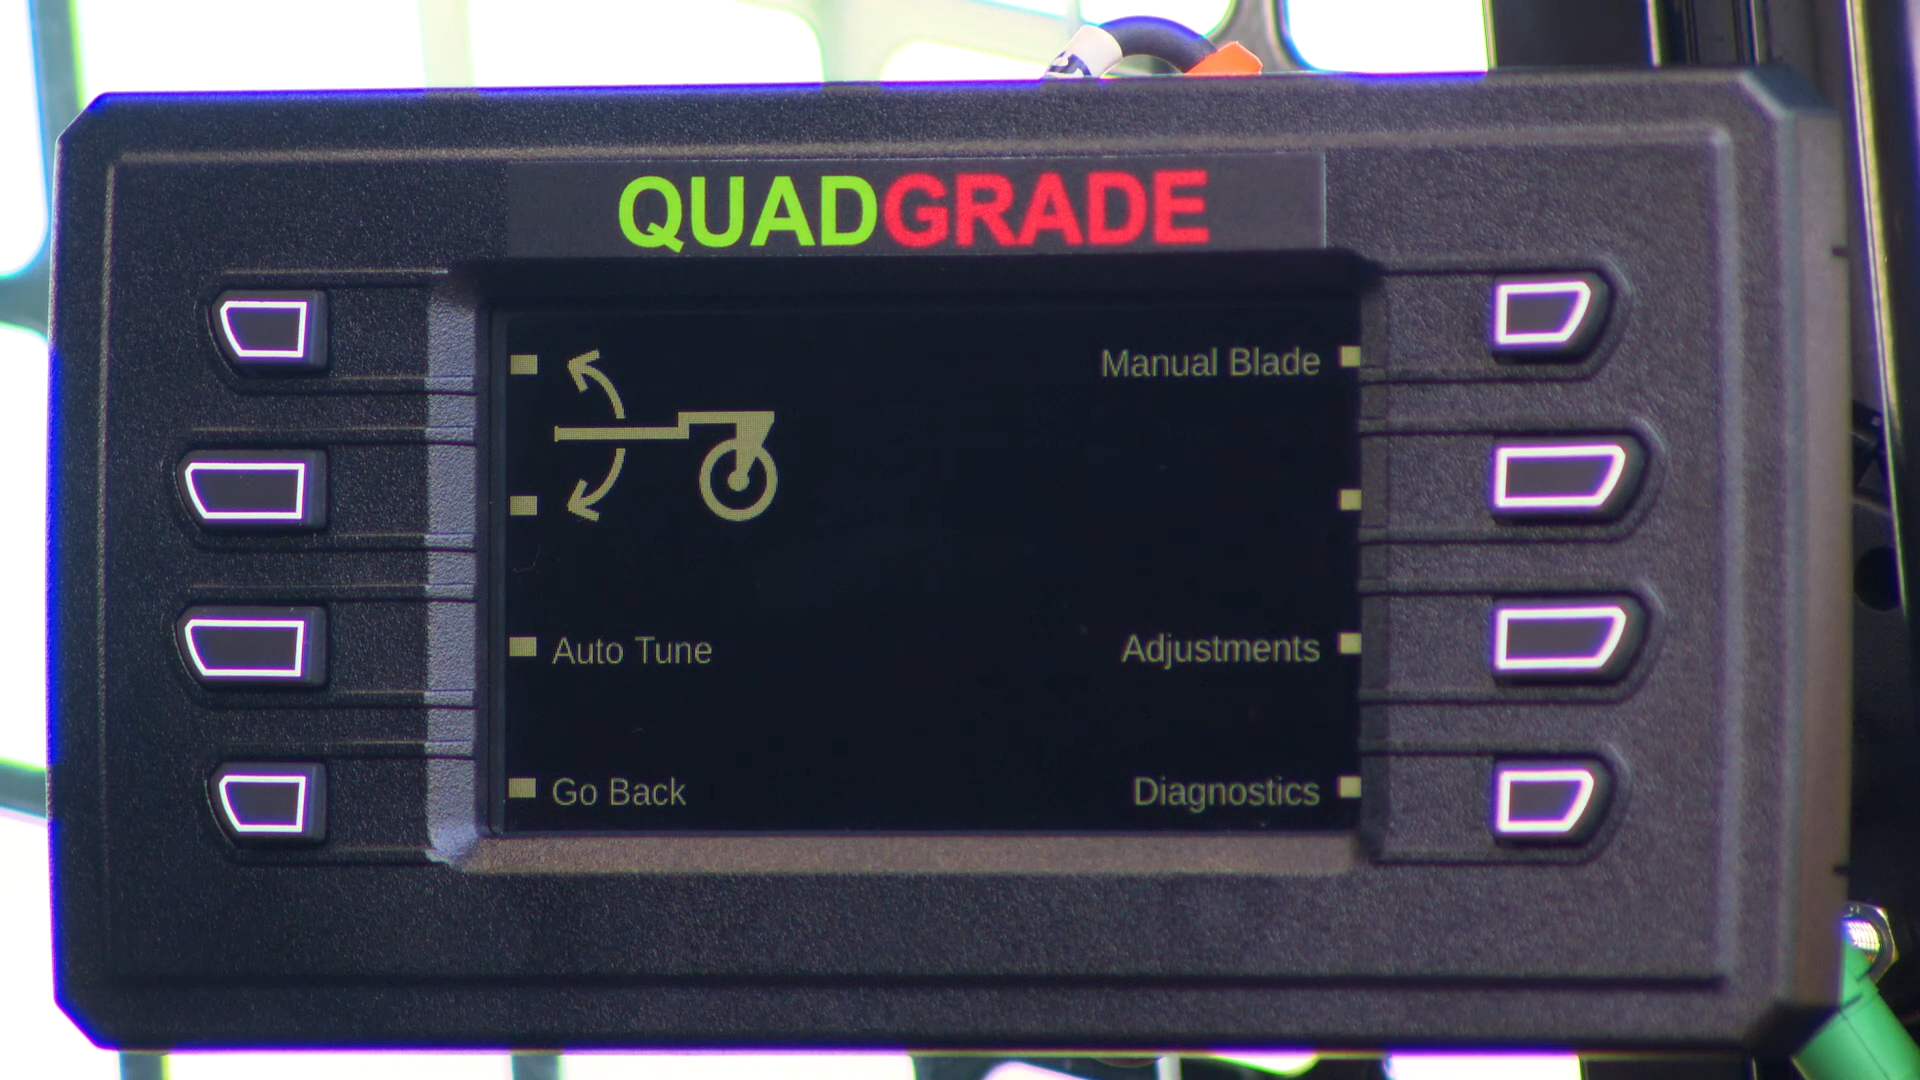 QUADGRADE
Manual Blade
Auto Tune
Adjustments
Go Back
Diagnostics